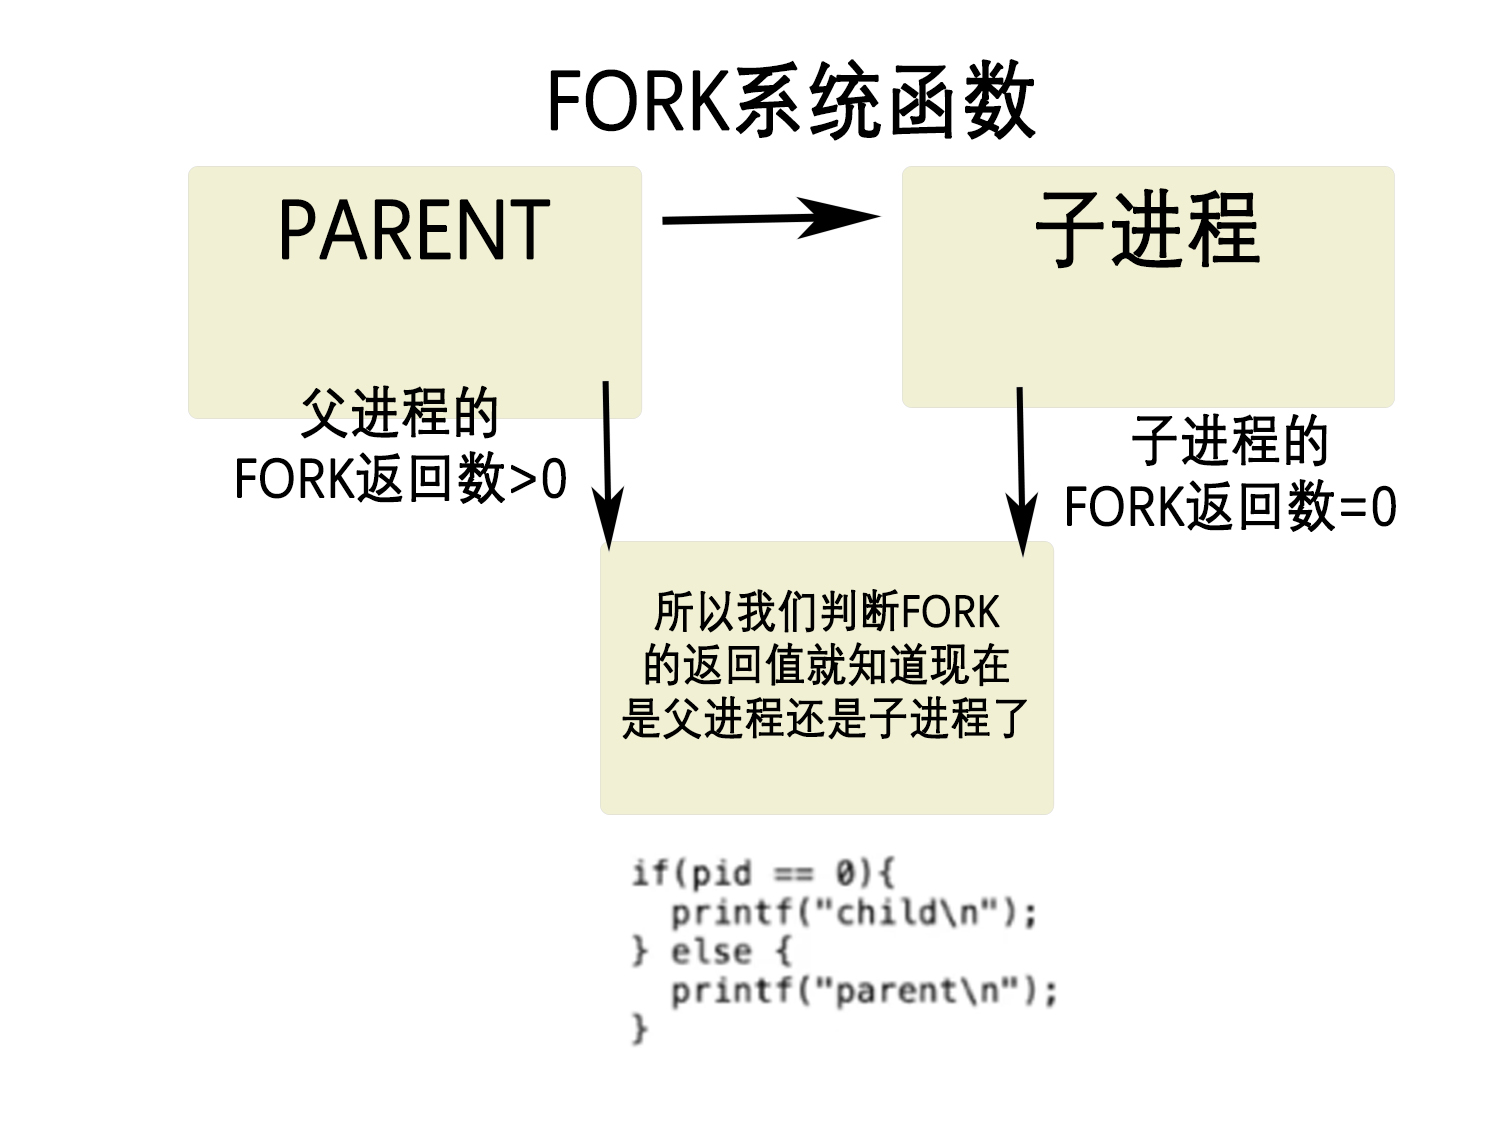 FORK系统函数
PARENT
子进程
父进程的
FORK返回数>0
子进程的
FORK返回数=0
所以我们判断FORK
的返回值就知道现在
是父进程还是子进程了
if(pid == 0){
  printf("child\n");
} else {
  printf("parent\n");
}